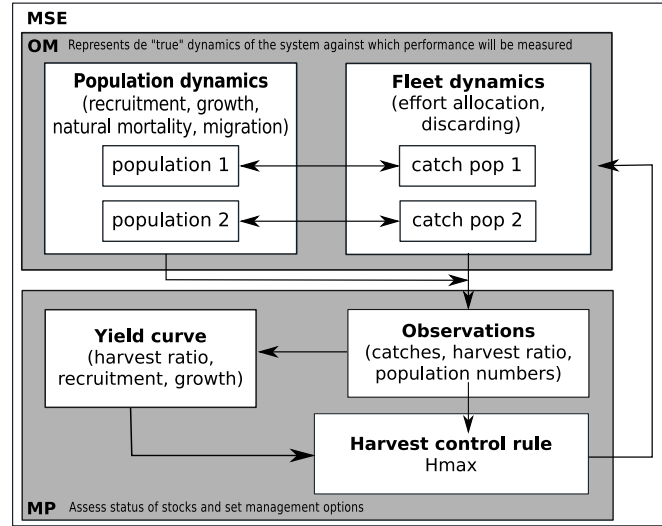 MSE
OM Represents de "true" dynamics of the system against which performance will be measured
Population dynamics
(recruitment, growth,
natural mortality, migration)
population 1
population 2
Fleet dynamics
(effort allocation,
discarding)
catch pop 1
catch pop 2
Yield curve
(harvest ratio,
recruitment, growth)
Observations
(catches, harvest ratio,
population numbers)
Harvest control rule
Hmax
MP Assess status of stocks and set management options